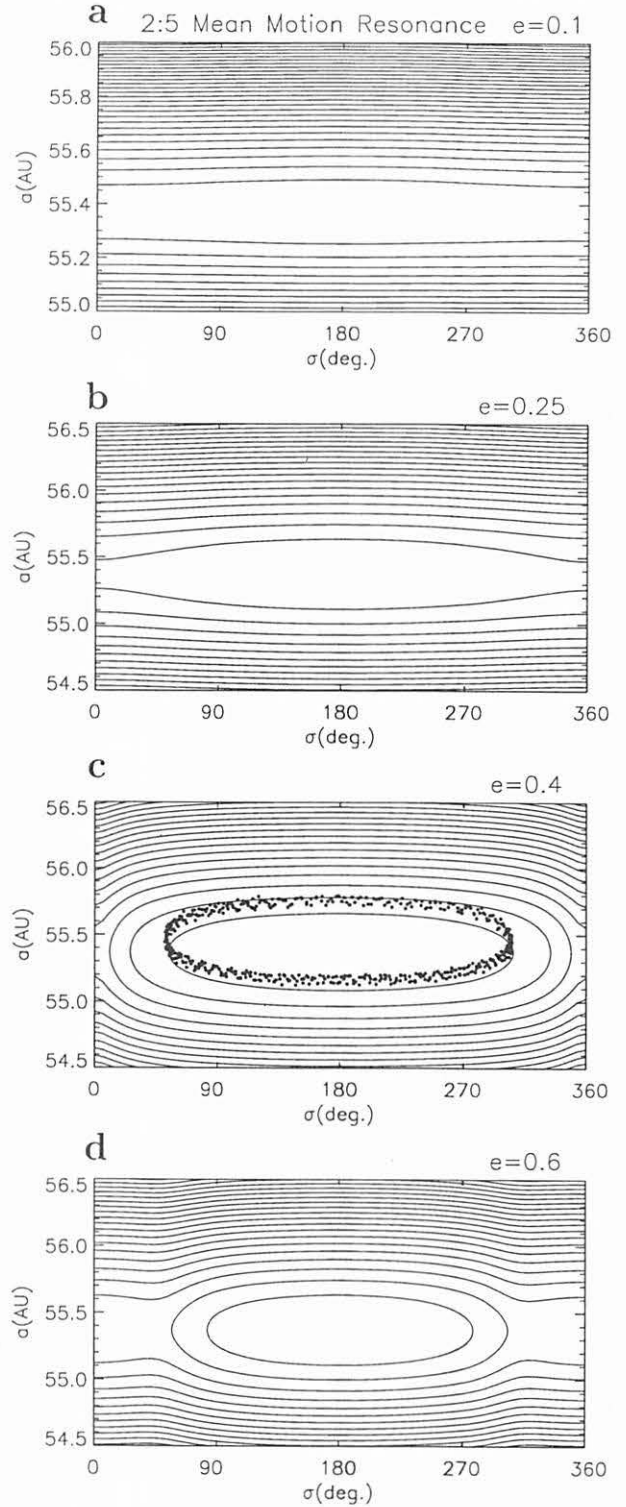 a
2:5 Mean Motion Resonance e=0.1
56.0
55.8
55.6
55.4
55.2
55.0
a(AU)
0 90 180 270 360
σ(deg.)
b
e=0.25
56.5
56.0
55.5
55.0
54.5
a(AU)
0 90 180 270 360
σ(deg.)
c
e=0.4
56.5
56.0
55.5
55.0
54.5
a(AU)
0 90 180 270 360
σ(deg.)
d
e=0.6
56.5
56.0
55.5
55.0
54.5
a(AU)
0 90 180 270 360
σ(deg.)